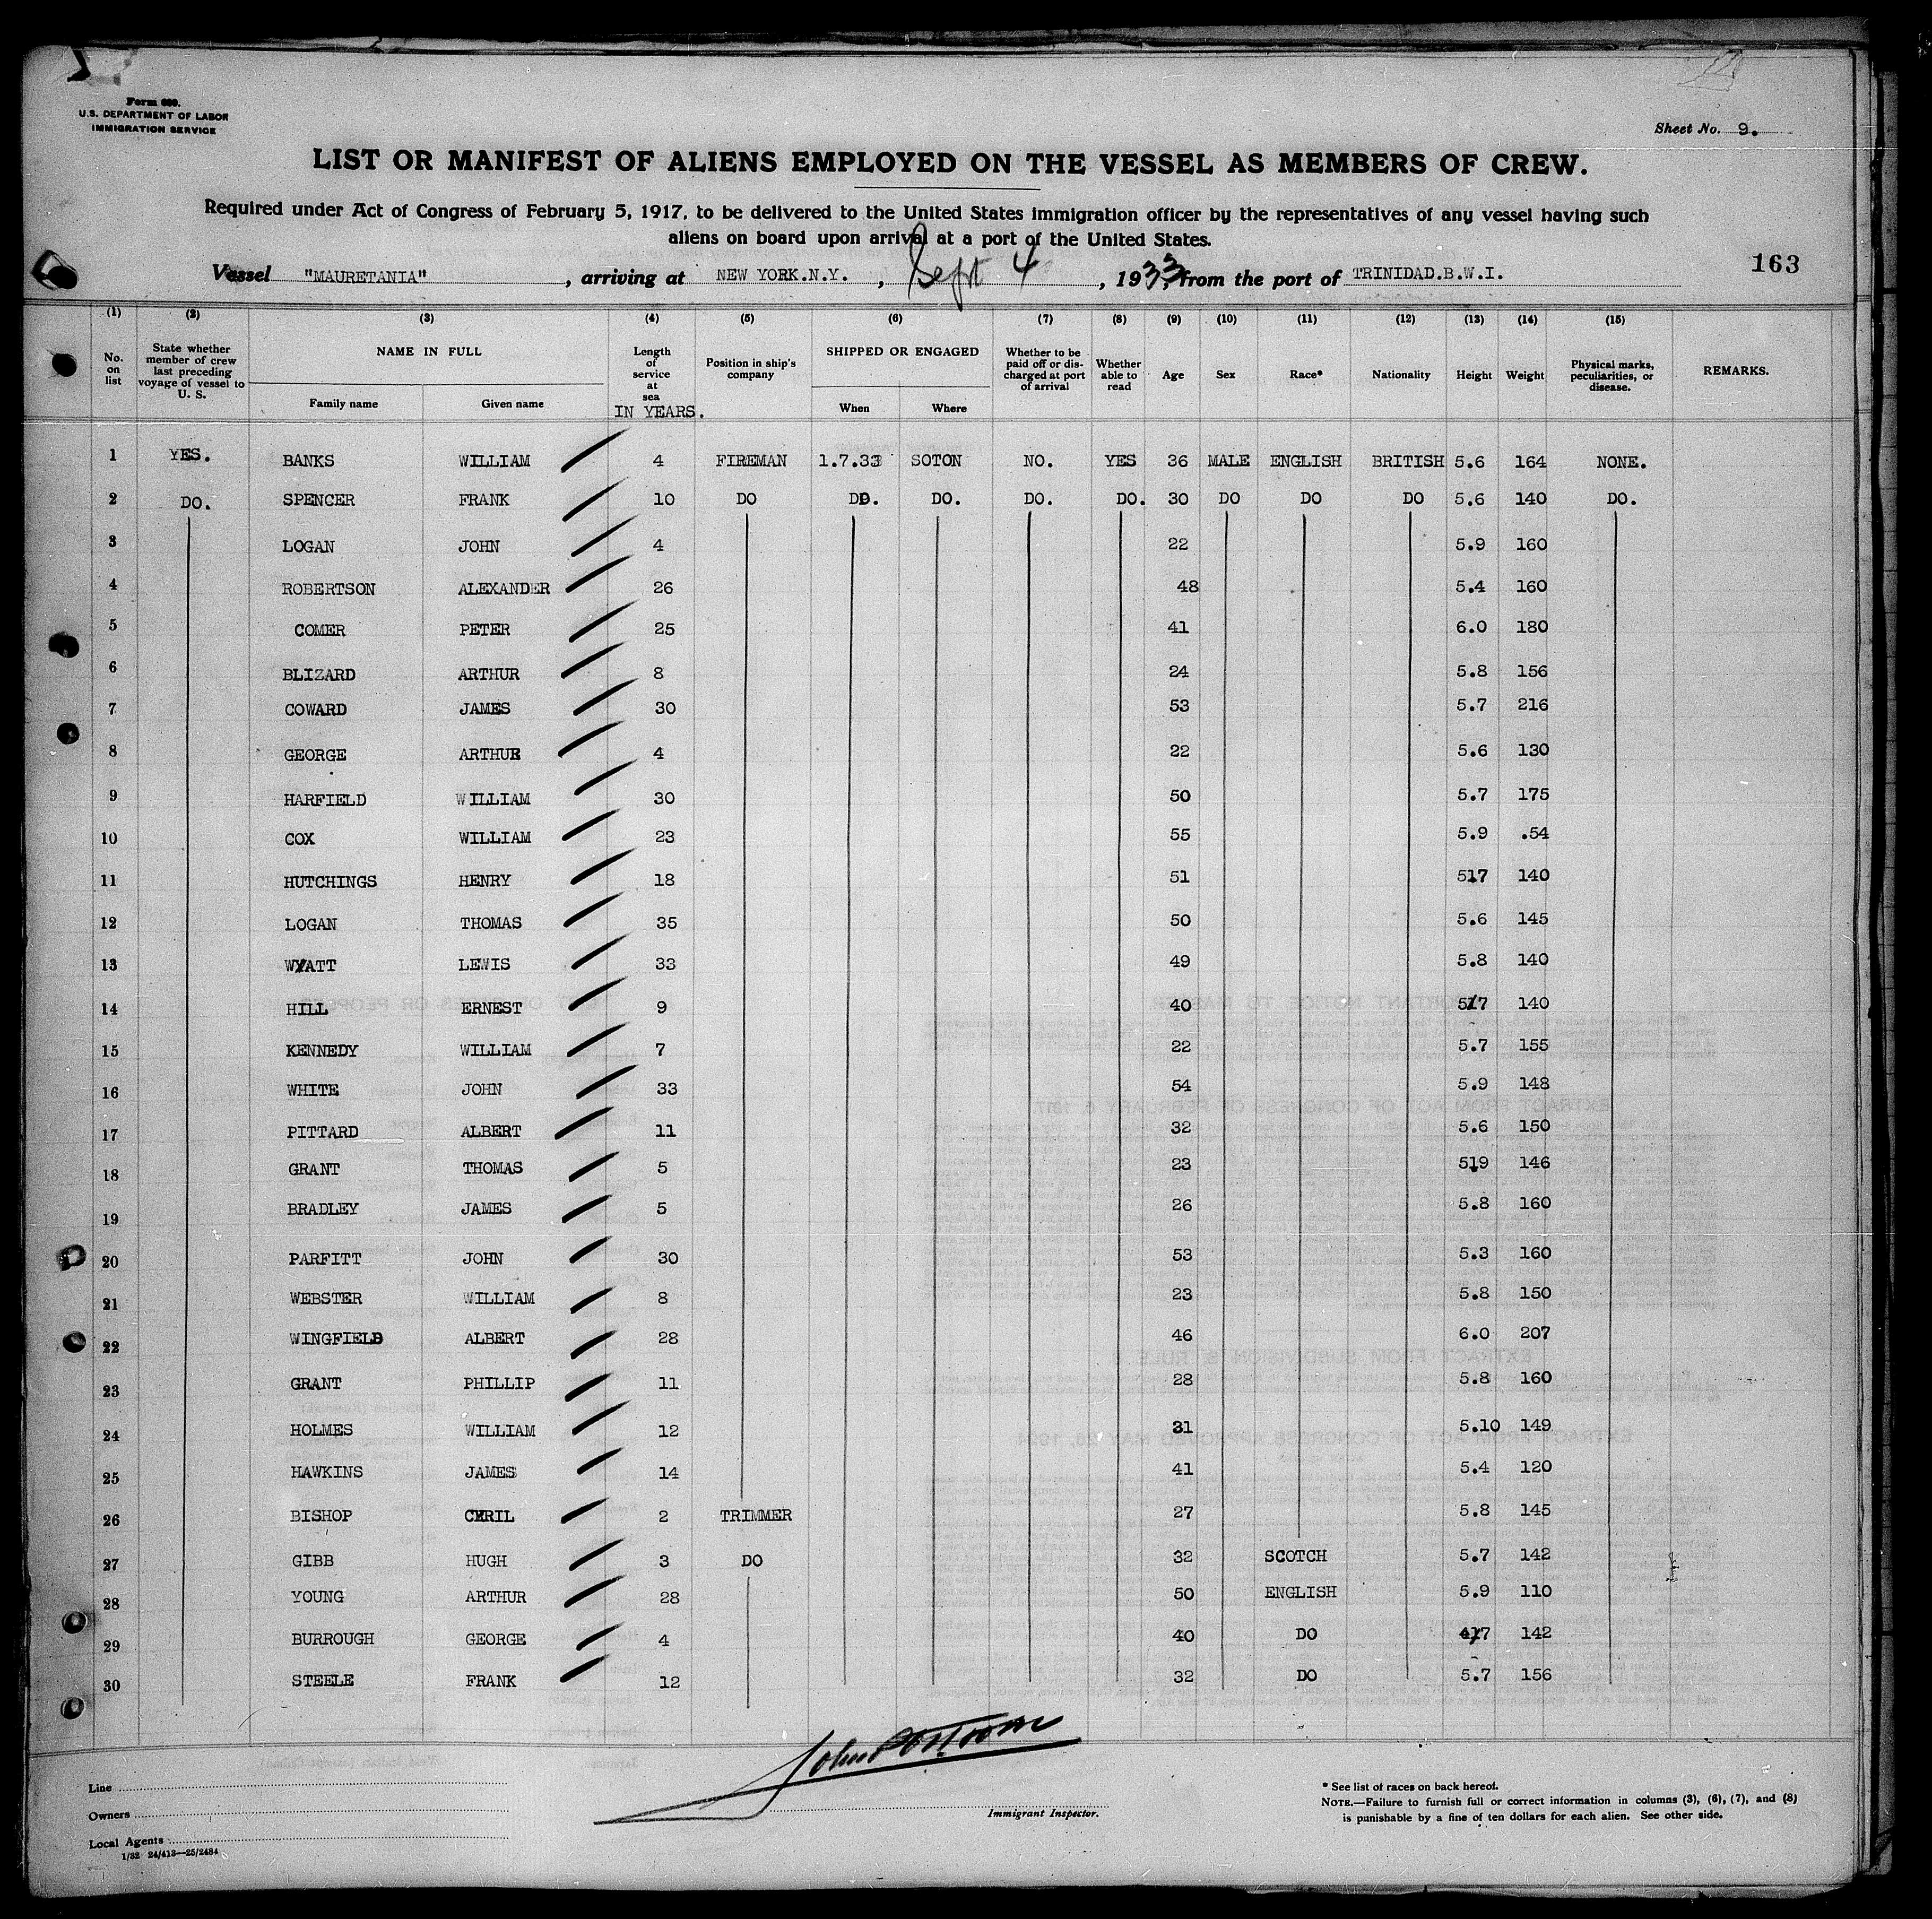 Form 680.
U.S. DEPARTMENT OF LABOR
IMMIGRATION SERVICE
Sheet No. 9.
LIST OR MANIFEST OF ALIENS EMPLOYED ON THE VESSEL AS MEMBERS OF CREW.
Required under Act of Congress of February 5, 1917, to be delivered to the United States immigration officer by the representatives of any vessel having such
aliens on board upon arrival at a port of the United States.
Vessel "MAURETANIA", arriving at NEW YORK.N.Y., Sept 4, 1933, from the port of TRINIDAD.B.W.I. 163
(1) (2) (3) (4) (5) (6) (7) (8) (9) (10) (11) (12) (13) (14) (15)
No. on list State whether member of crew last preceding voyage of vessel to U. S. NAME IN FULL Family name Given name Length of service at sea IN YEARS. Position in ship's company SHIPPED OR ENGAGED When Where Whether to be paid off or discharged at port of arrival Whether able to read Age Sex Race* Nationality Height Weight Physical marks, peculiarities, or disease. REMARKS.
1 YES. BANKS WILLIAM 4 FIREMAN 1.7.33 SOTON NO. YES 36 MALE ENGLISH BRITISH 5.6 164 NONE.
2 DO. SPENCER FRANK 10 DO DO. DO. DO. DO. 30 DO DO DO 5.6 140 DO.
3 LOGAN JOHN 4 22 5.9 160
4 ROBERTSON ALEXANDER 26 48 5.4 160
5 COMER PETER 25 41 6.0 180
6 BLIZARD ARTHUR 8 24 5.8 156
7 COWARD JAMES 30 53 5.7 216
8 GEORGE ARTHUR 4 22 5.6 130
9 HARFIELD WILLIAM 30 50 5.7 175
10 COX WILLIAM 23 55 5.9 .54
11 HUTCHINGS HENRY 18 51 5.7 140
12 LOGAN THOMAS 35 50 5.6 145
13 WYATT LEWIS 33 49 5.8 140
14 HILL ERNEST 9 40 5.7 140
15 KENNEDY WILLIAM 7 22 5.7 155
16 WHITE JOHN 33 54 5.9 148
17 PITTARD ALBERT 11 32 5.6 150
18 GRANT THOMAS 5 23 5.9 146
19 BRADLEY JAMES 5 26 5.8 160
20 PARFITT JOHN 30 53 5.3 160
21 WEBSTER WILLIAM 8 23 5.8 150
22 WINGFIELD ALBERT 28 46 6.0 207
23 GRANT PHILLIP 11 28 5.8 160
24 HOLMES WILLIAM 12 31 5.10 149
25 HAWKINS JAMES 14 41 5.4 120
26 BISHOP CYRIL 2 TRIMMER 27 5.8 145
27 GIBB HUGH 3 DO 32 SCOTCH 5.7 142
28 YOUNG ARTHUR 28 50 ENGLISH 5.9 110
29 BURROUGH GEORGE 4 40 DO 142
30 STEELE FRANK 12 32 DO 5.7 156
Line
Owners
Local Agents
1/32 24/413—25/2484
John
Immigrant Inspector.
* See list of races on back hereof.
NOTE.—Failure to furnish full or correct information in columns (3), (6), (7), and (8)
is punishable by a fine of ten dollars for each alien. See other side.